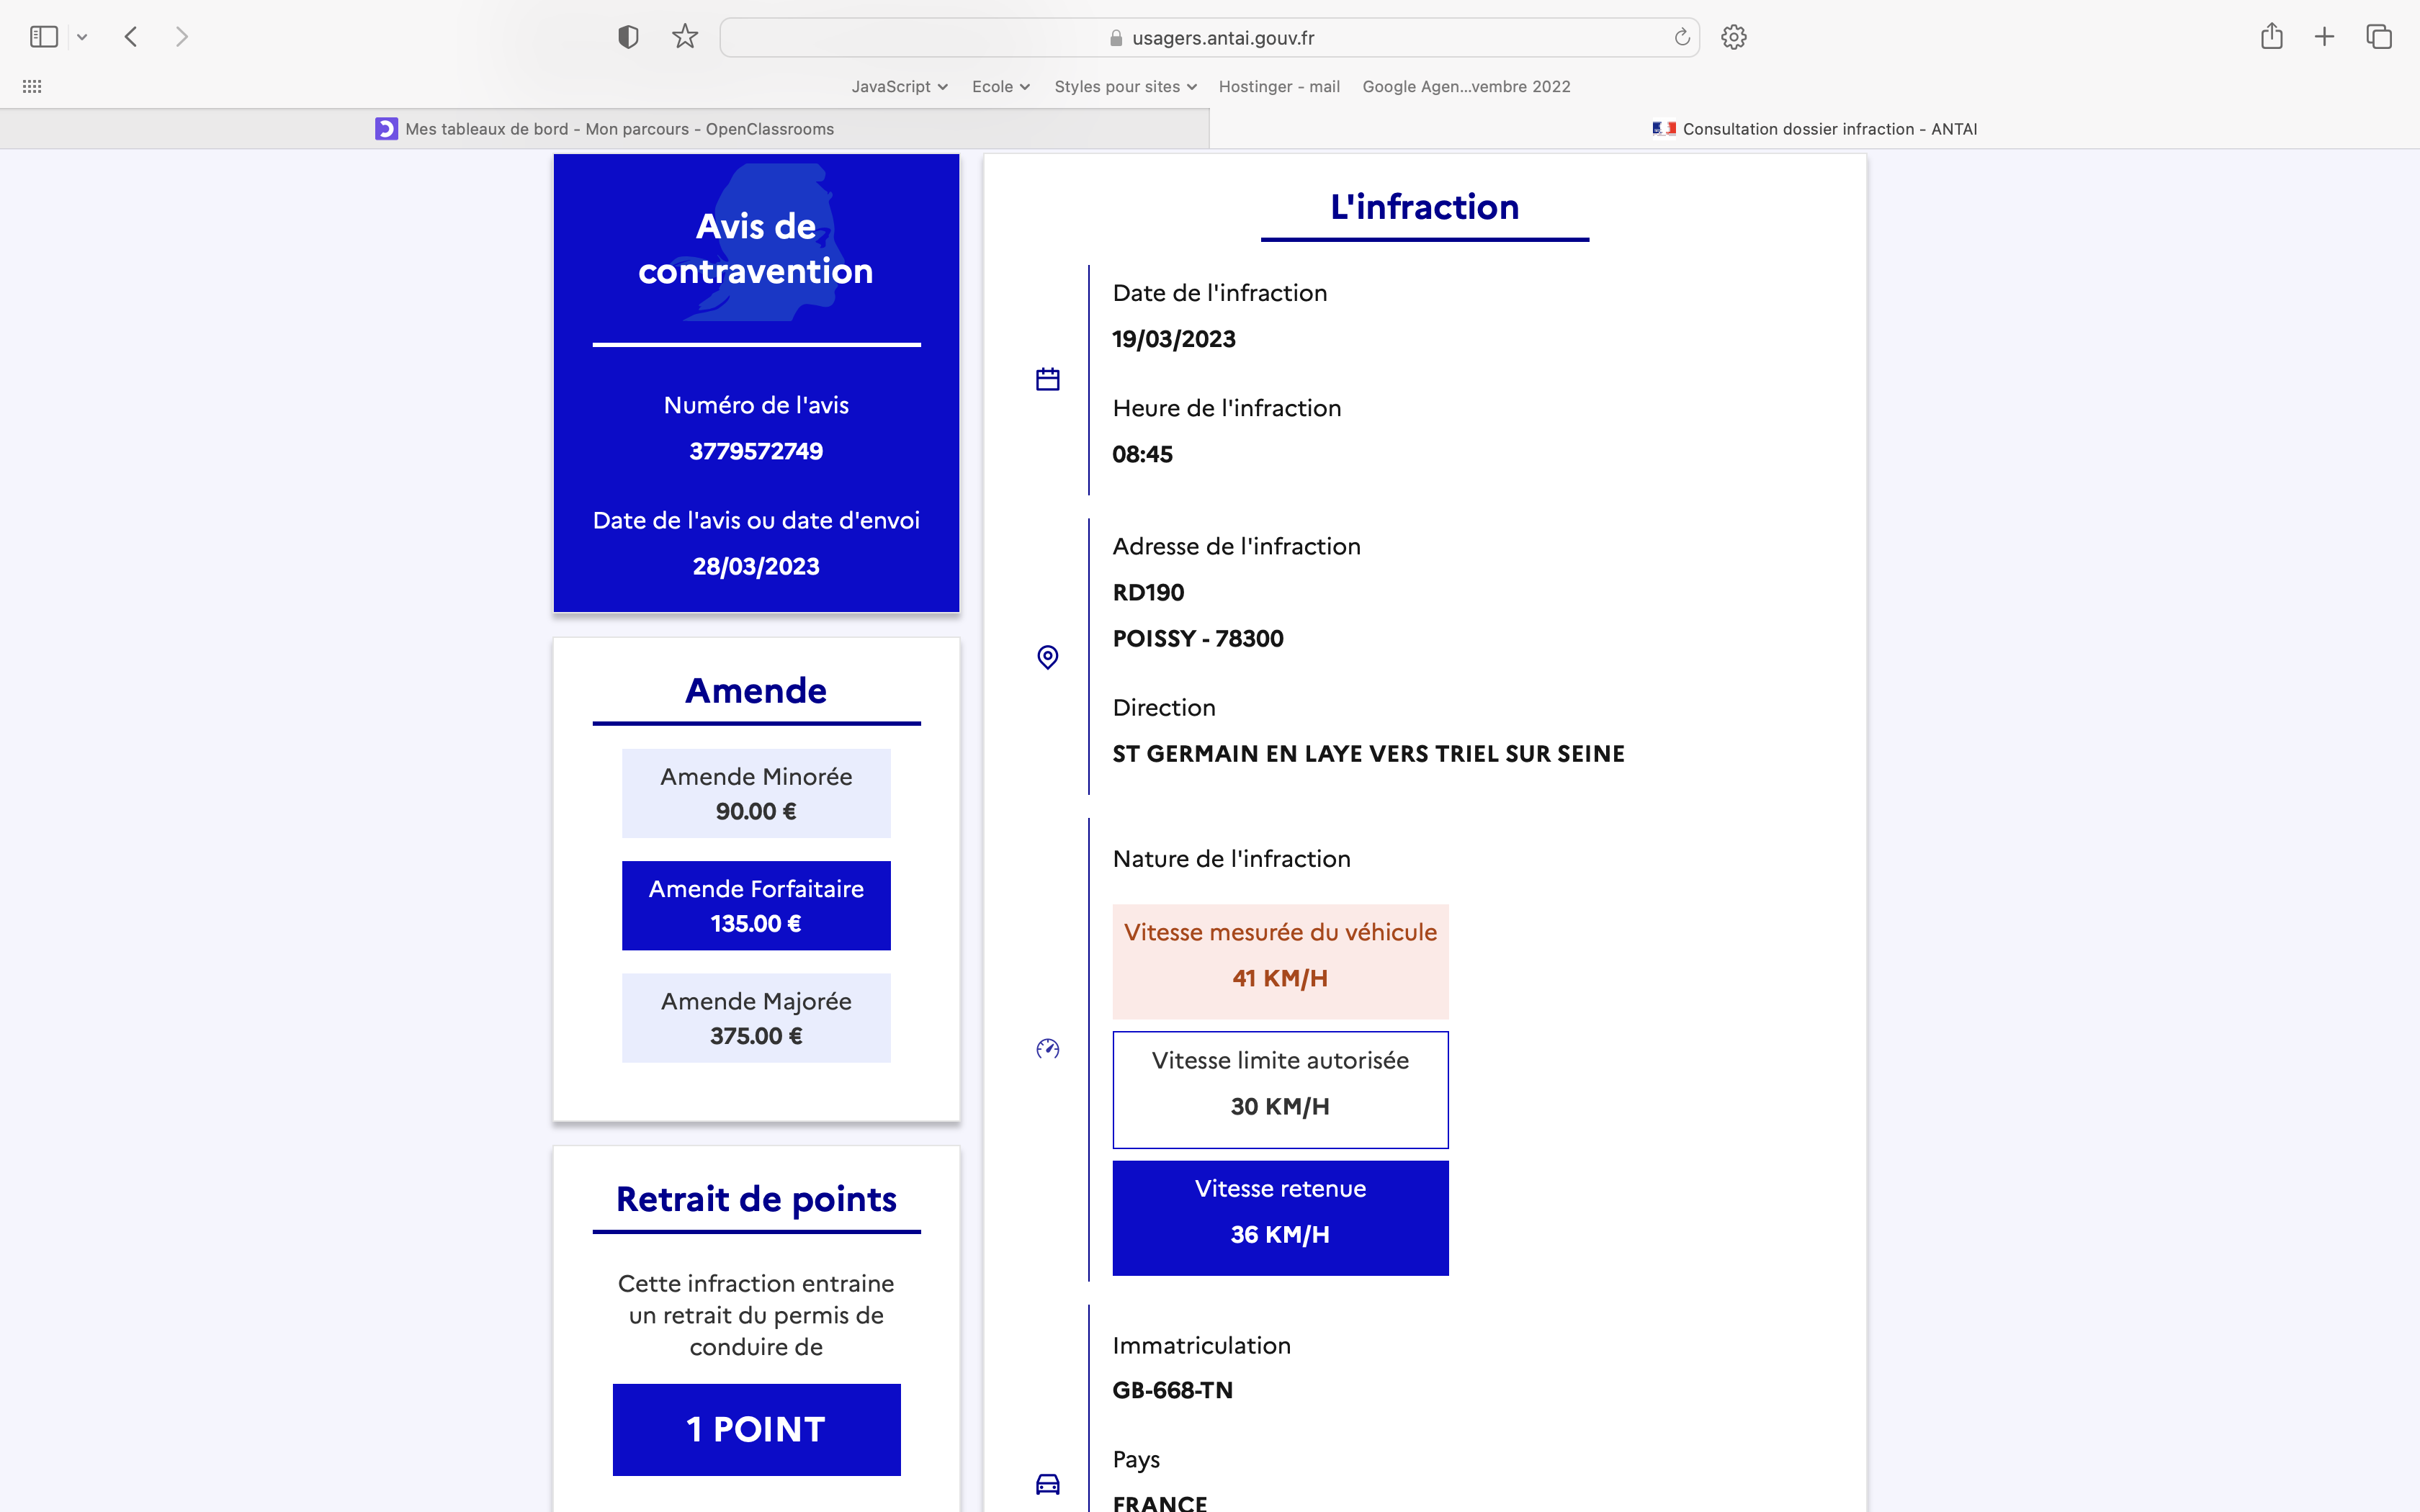 usagers.antai.gouv.fr
JavaScript
Ecole
Styles pour sites
Hostinger - mail
Google Agen...vembre 2022
Mes tableaux de bord - Mon parcours - OpenClassrooms
Consultation dossier infraction - ANTAI
Avis de
contravention
Numéro de l'avis
3779572749
Date de l'avis ou date d'envoi
28/03/2023
Amende
Amende Minorée
90.00 €
Amende Forfaitaire
135.00 €
Amende Majorée
375.00 €
Retrait de points
Cette infraction entraine
un retrait du permis de
conduire de
1 POINT
L'infraction
Date de l'infraction
19/03/2023
Heure de l'infraction
08:45
Adresse de l'infraction
RD190
POISSY - 78300
Direction
ST GERMAIN EN LAYE VERS TRIEL SUR SEINE
Nature de l'infraction
Vitesse mesurée du véhicule
41 KM/H
Vitesse limite autorisée
30 KM/H
Vitesse retenue
36 KM/H
Immatriculation
GB-668-TN
Pays
FRANCE